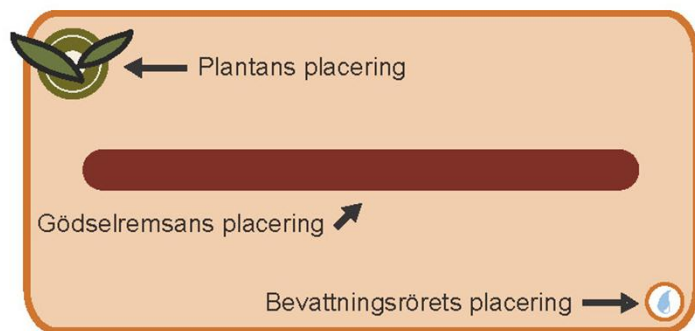 Plantans placering
Gödselremsans placering
Bevattningsrörets placering